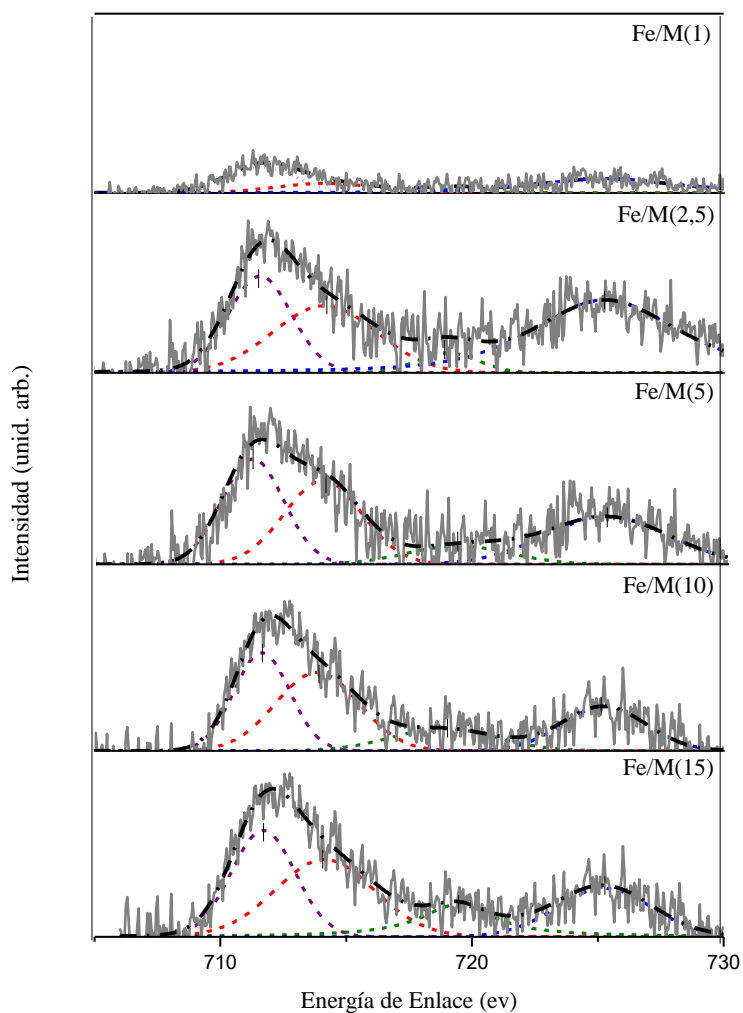 Fe/M(1)
Fe/M(2,5)
Fe/M(5)
Fe/M(10)
Fe/M(15)
Intensidad (unid. arb.)
710 720 730
Energía de Enlace (ev)